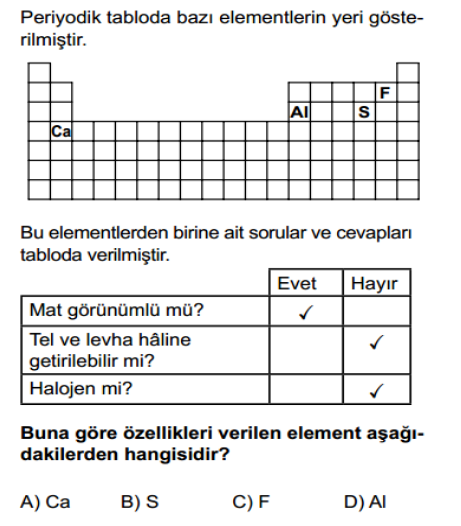 Periyodik tabloda bazı elementlerin yeri göste-
rilmiştir.
F
Al S
Ca
Bu elementlerden birine ait sorular ve cevapları
tabloda verilmiştir.
Evet Hayır
Mat görünümlü mü? ✓
Tel ve levha hâline
getirilebilir mi? ✓
Halojen mi? ✓
Buna göre özellikleri verilen element aşağı-
dakilerden hangisidir?
A) Ca B) S C) F D) Al